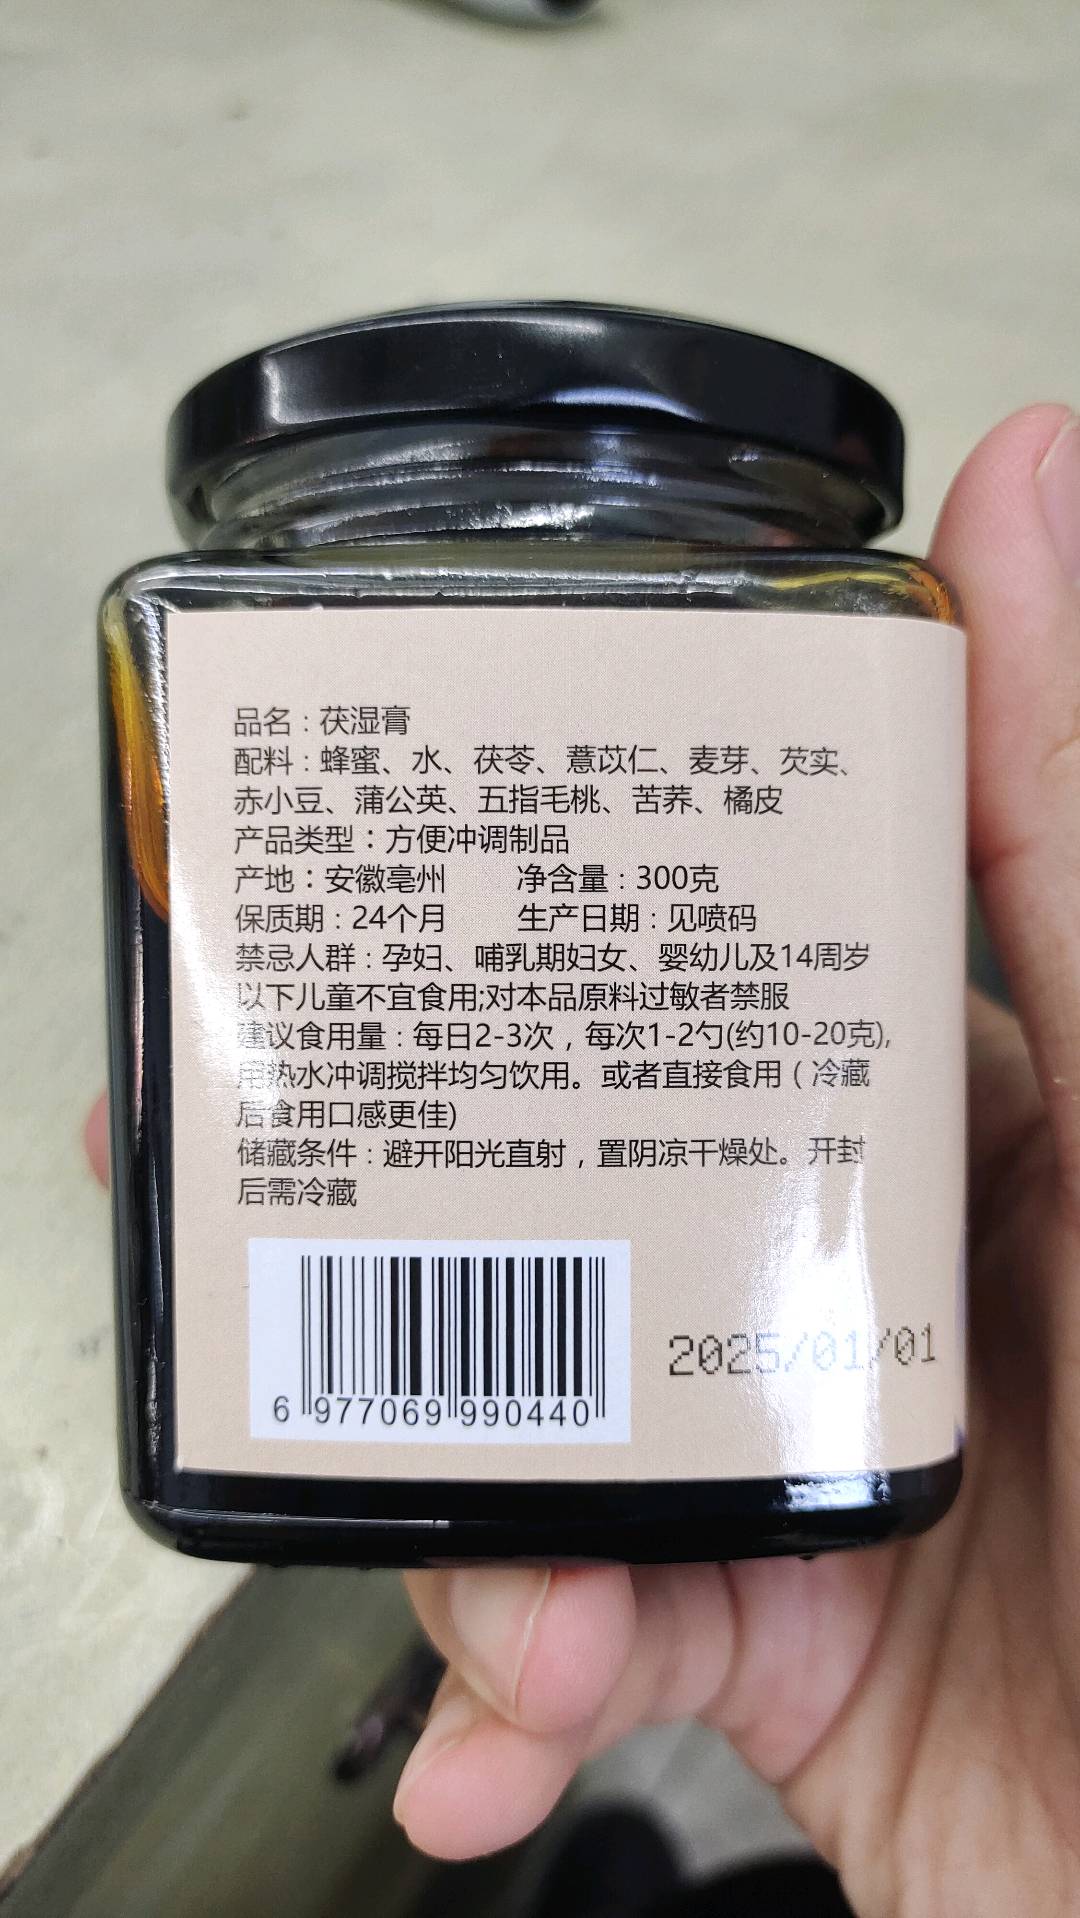 品名：茯湿膏
配料：蜂蜜、水、茯苓、薏苡仁、麦芽、芡实、
赤小豆、蒲公英、五指毛桃、苦荞、橘皮
产品类型：方便冲调制品
产地：安徽亳州 净含量：300克
保质期：24个月 生产日期：见喷码
禁忌人群：孕妇、哺乳期妇女、婴幼儿及14周岁
以下儿童不宜食用;对本品原料过敏者禁服
建议食用量：每日2-3次，每次1-2勺(约10-20克),
用热水冲调搅拌均匀饮用。或者直接食用（冷藏
后食用口感更佳)
储藏条件：避开阳光直射，置阴凉干燥处。开封
后需冷藏
2025/01/01
6 977069 990440